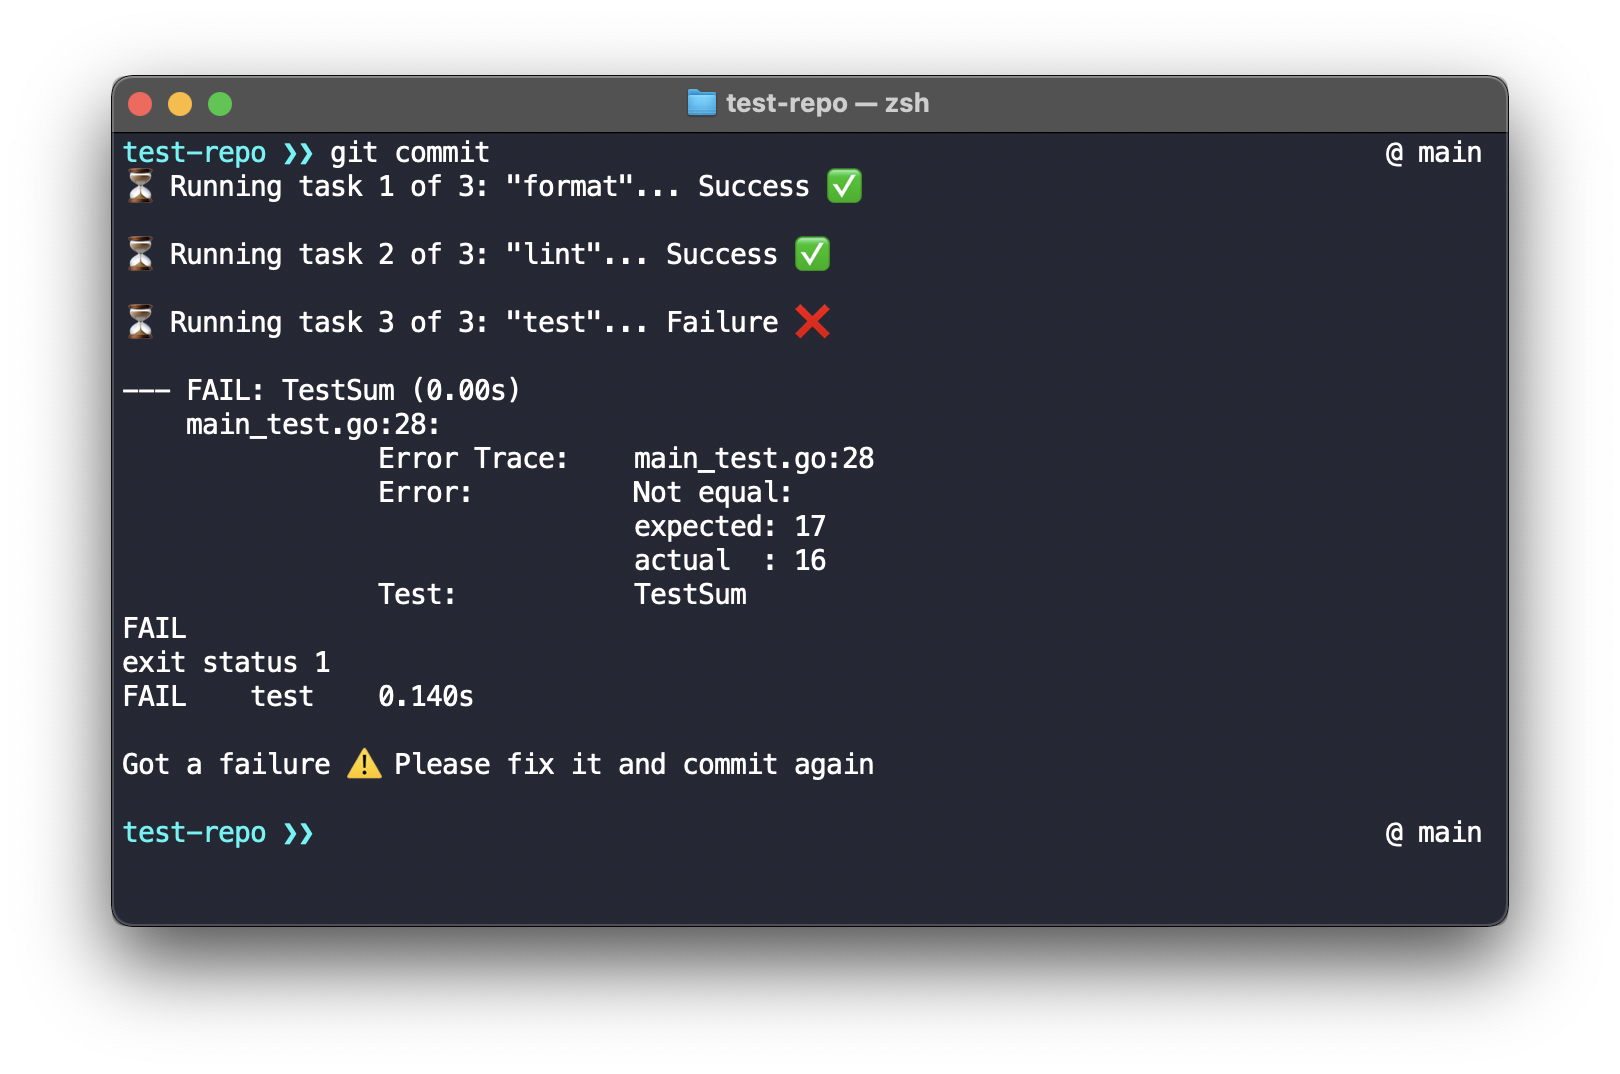 test-repo — zsh
test-repo ❯❯ git commit @ main
⏳ Running task 1 of 3: "format"... Success ✅
⏳ Running task 2 of 3: "lint"... Success ✅
⏳ Running task 3 of 3: "test"... Failure ❌
--- FAIL: TestSum (0.00s)
main_test.go:28:
Error Trace: main_test.go:28
Error: Not equal:
expected: 17
actual : 16
Test: TestSum
FAIL
exit status 1
FAIL test 0.140s
Got a failure ⚠️ Please fix it and commit again
test-repo ❯❯ @ main